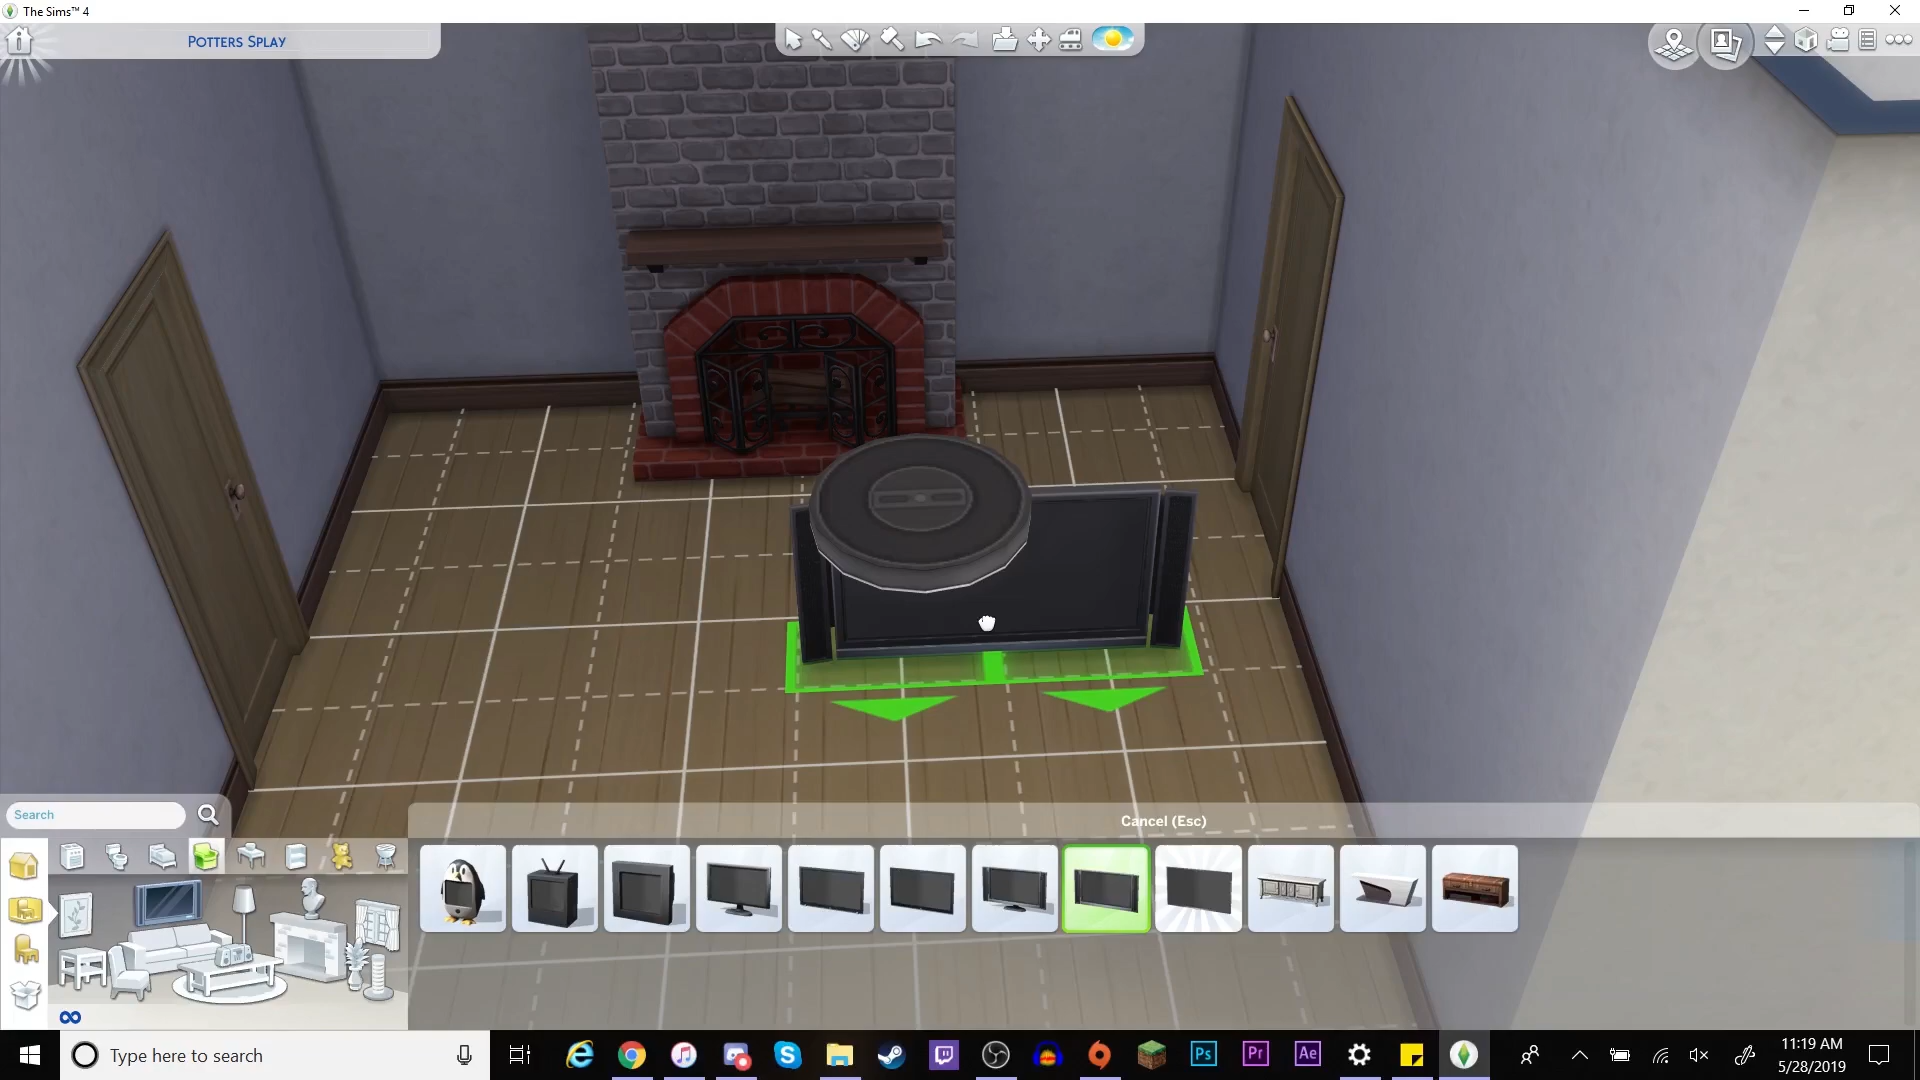 The Sims™ 4
POTTERS SPLAY
Cancel (Esc)
Search
Type here to search
Ps
Pr
Ae
11:19 AM
5/28/2019